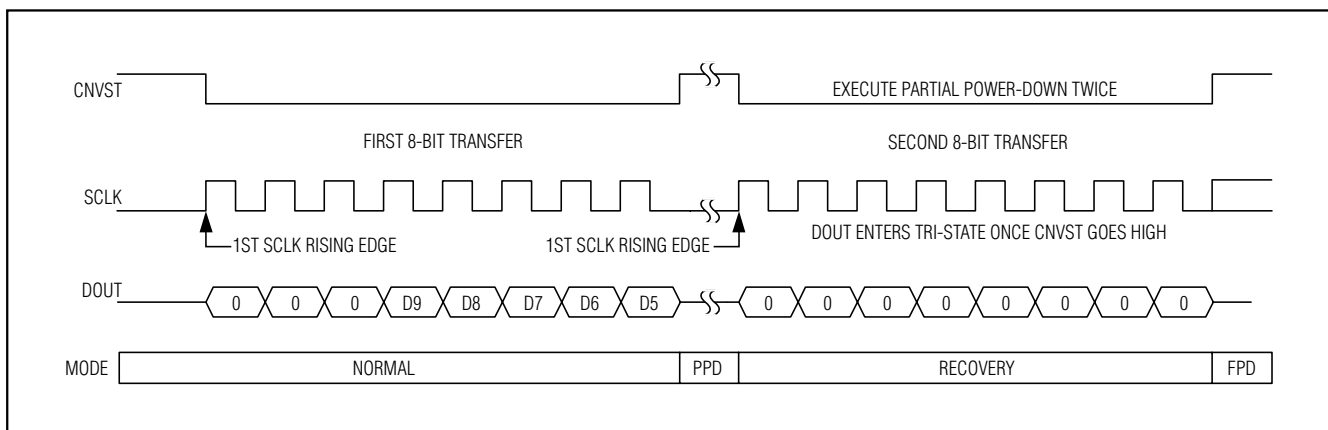 CNVST
EXECUTE PARTIAL POWER-DOWN TWICE
FIRST 8-BIT TRANSFER
SECOND 8-BIT TRANSFER
SCLK
1ST SCLK RISING EDGE
1ST SCLK RISING EDGE
DOUT ENTERS TRI-STATE ONCE CNVST GOES HIGH
DOUT
0 0 0 D9 D8 D7 D6 D5
0 0 0 0 0 0 0 0
MODE
NORMAL
PPD
RECOVERY
FPD